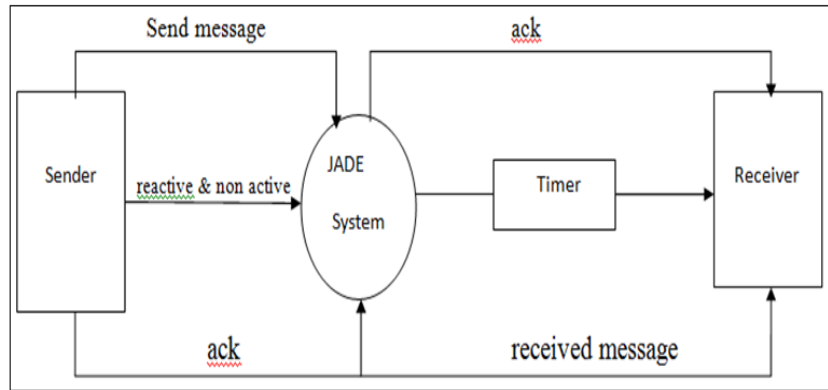 Send message
ack
Sender
reactive & non active
JADE
System
Timer
Receiver
ack
received message